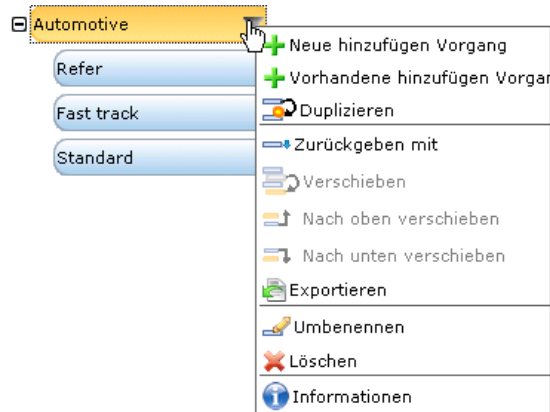 Automotive
Refer
Fast track
Standard
Neue hinzufügen Vorgang
Vorhandene hinzufügen
Duplizieren
Zurückgeben mit
Verschieben
Nach oben verschieben
Nach unten verschieben
Exportieren
Umbenennen
Löschen
Informationen